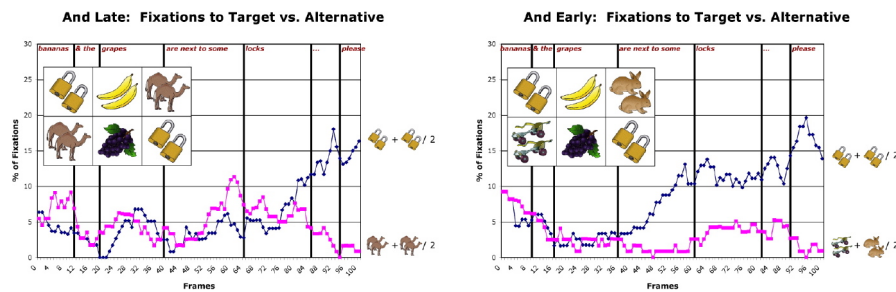 And Late: Fixations to Target vs. Alternative
bananas & the grapes are next to some locks ... please
30
25
20
15
10
5
0
% of Fixations
+ / 2
+ / 2
0 4 8 12 16 20 24 28 32 36 40 44 48 52 56 60 64 68 72 76 80 84 88 92 96 100
Frames
And Early: Fixations to Target vs. Alternative
bananas & the grapes are next to some locks ... please
30
25
20
15
10
5
0
% of Fixations
+ / 2
+ / 2
0 4 8 12 16 20 24 28 32 36 40 44 48 52 56 60 64 68 72 76 80 84 88 92 96 100
Frames